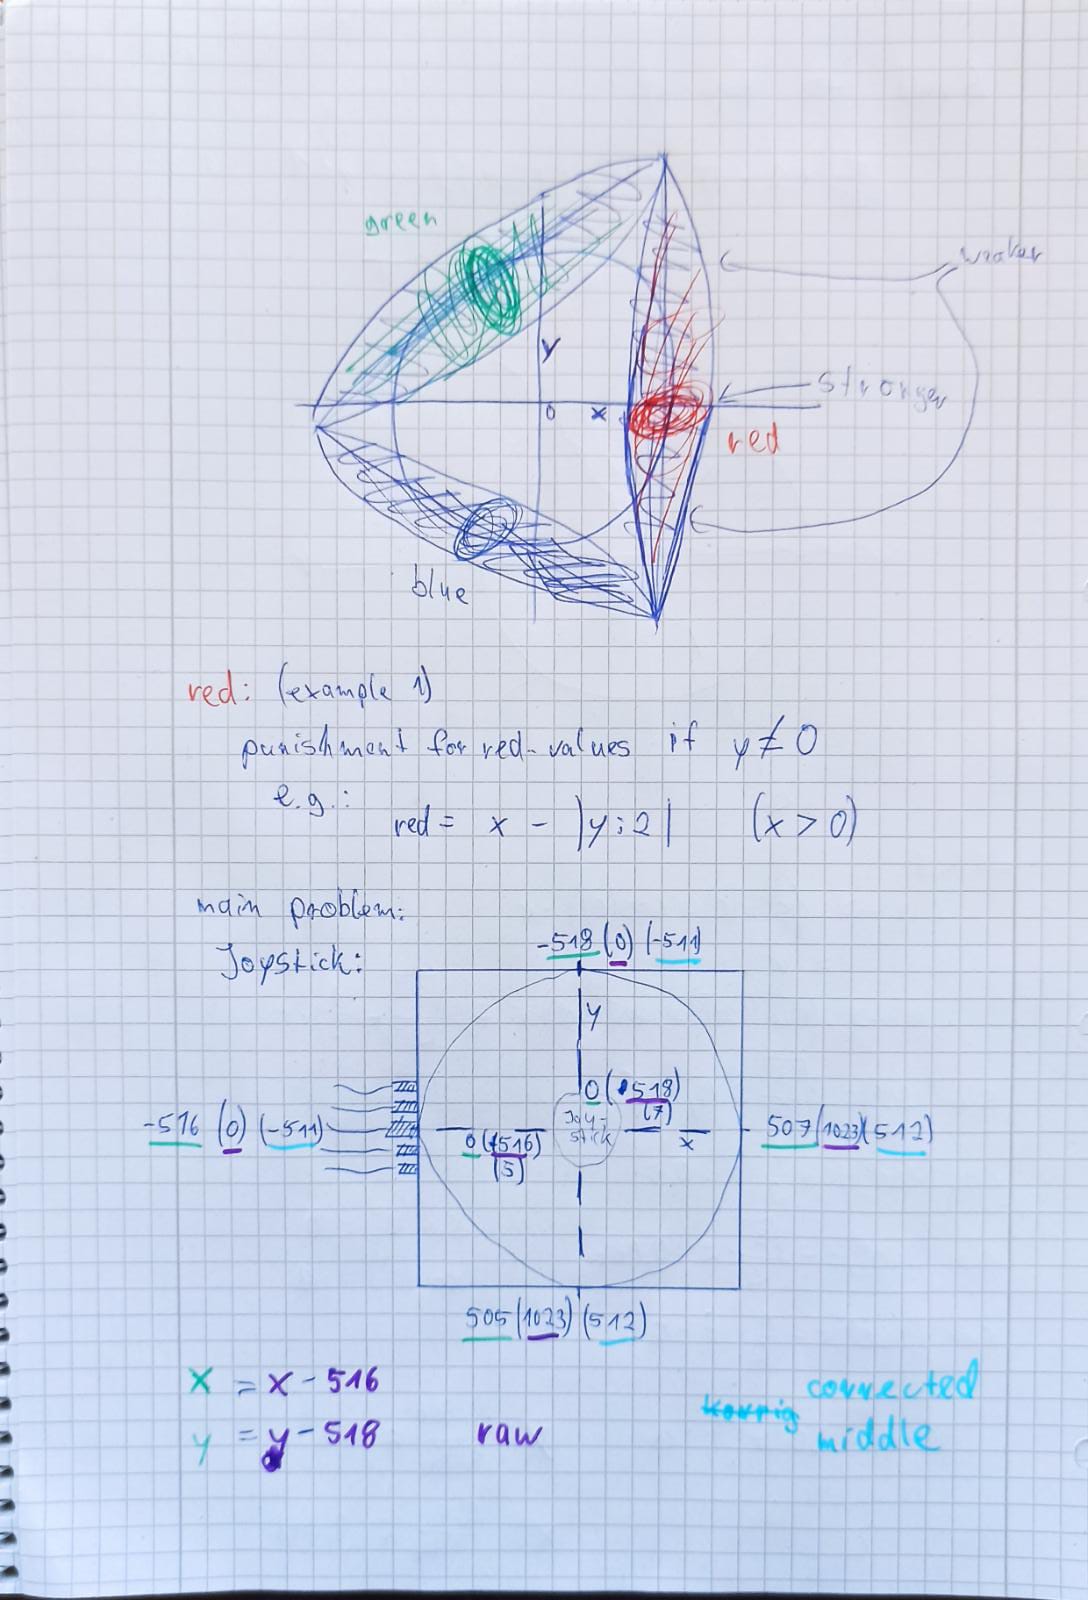 green
weaker
y
stronger
0 x
red
blue
red: (example 1)
punishment for red-values if y ≠ 0
e.g.:
red = x - |y:2| (x > 0)
main problem:
Joystick:
-518 (0) (-511)
y
0 (518)
(7)
-516 (0) (-511)
Joy-
stick
0 (516)
(5)
x
507 (1023) (512)
505 (1023) (512)
x = x - 516
y = y - 518
raw
corrected
middle